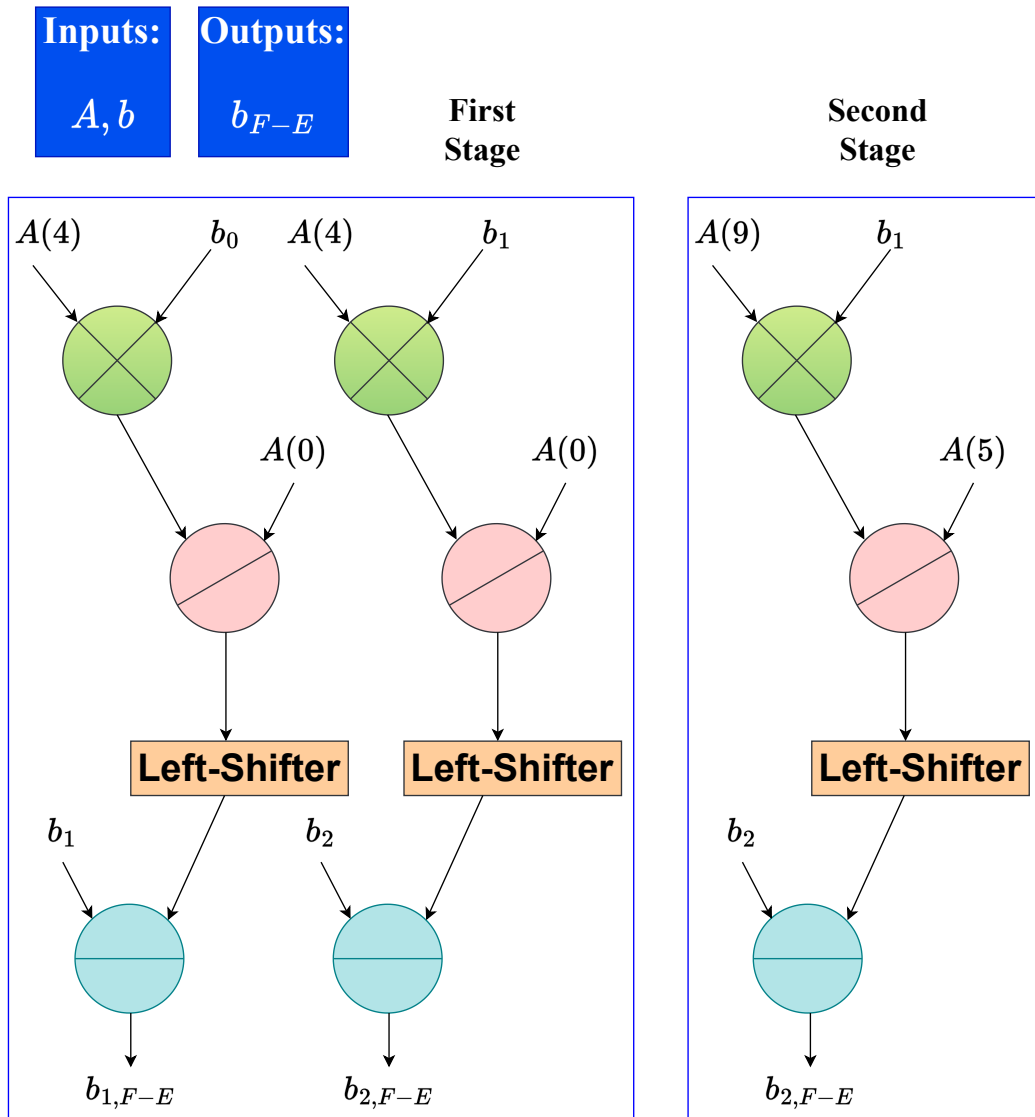 Inputs:
A, b
Outputs:
b_{F-E}
First
Stage
Second
Stage
A(4) b_0 A(4) b_1
A(0) A(0)
Left-Shifter Left-Shifter
b_1 b_2
b_{1,F-E} b_{2,F-E}
A(9) b_1
A(5)
Left-Shifter
b_2
b_{2,F-E}